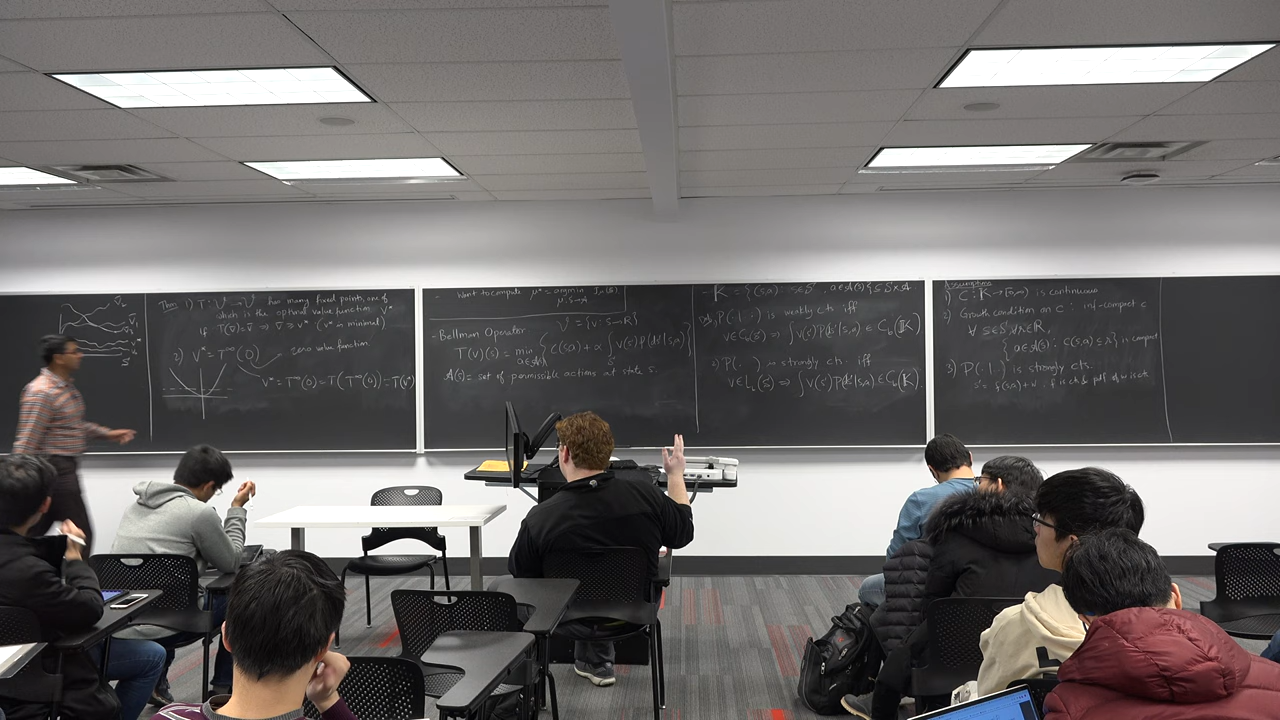 Thm 1) T: V → V has many fixed points, one of
which is the optimal value function V*
if T(v̄)=v̄ ⇒ v̄ ≥ v* (v* is minimal)
2) V* = T^∞(0) zero value function
V* = T^∞(0) = T(T^∞(0)) = T(V*)
- Want to compute μ* = argmin
μ: S→A
V = {v: S→R}
- Bellman Operator
T(v)(s) = min { c(s,a) + α ∫ v(s') P(ds'|s,a) }
a∈A(s) S
A(s) = set of permissible actions at state s.
K = {(s,a): s∈S, a∈A(s)} ⊆ S×A
P(.|.) is weakly cts iff
v∈C_b(S) ⇒ ∫ v(s') P(ds'|s,a) ∈ C_b(K)
2) P(.|.) is strongly cts. iff
v∈L_b(S) ⇒ ∫ v(s') P(ds'|s,a) ∈ C_b(K)
Assumptions
1) C: K → [0,∞) is continuous
2) Growth condition on C: inf-compact
∀ s∈S, ∀ r∈R,
{a∈A(s): c(s,a) ≤ r} is compact
3) P(.|.) is strongly cts.